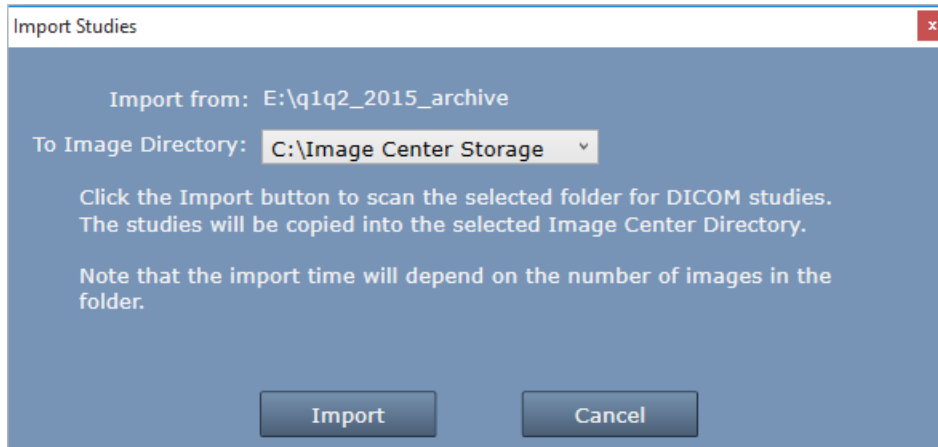 Import Studies
x
Import from: E:\q1q2_2015_archive
To Image Directory: C:\Image Center Storage
Click the Import button to scan the selected folder for DICOM studies.
The studies will be copied into the selected Image Center Directory.
Note that the import time will depend on the number of images in the
folder.
Import Cancel